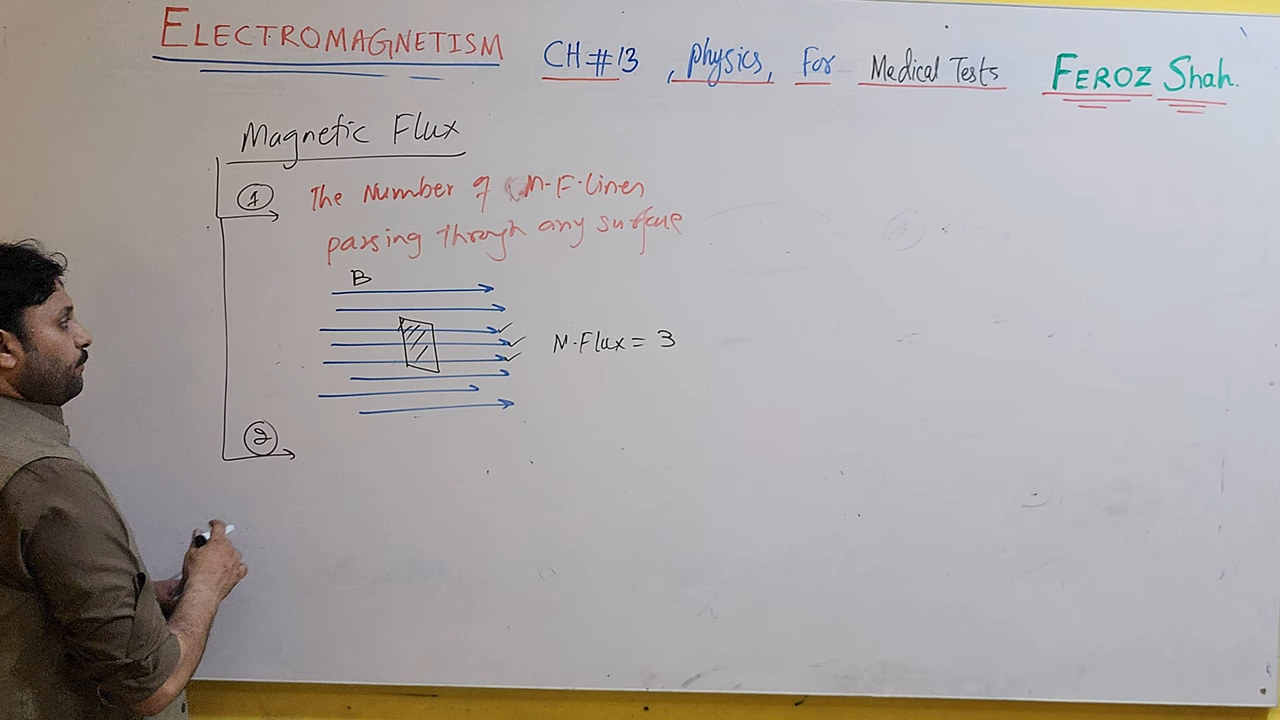 ELECTROMAGNETISM CH#13, physics, For Medical Tests FEROZ Shah.
Magnetic Flux
1 The Number of M.F.Lines
passing through any surface
B
M.Flux = 3
2